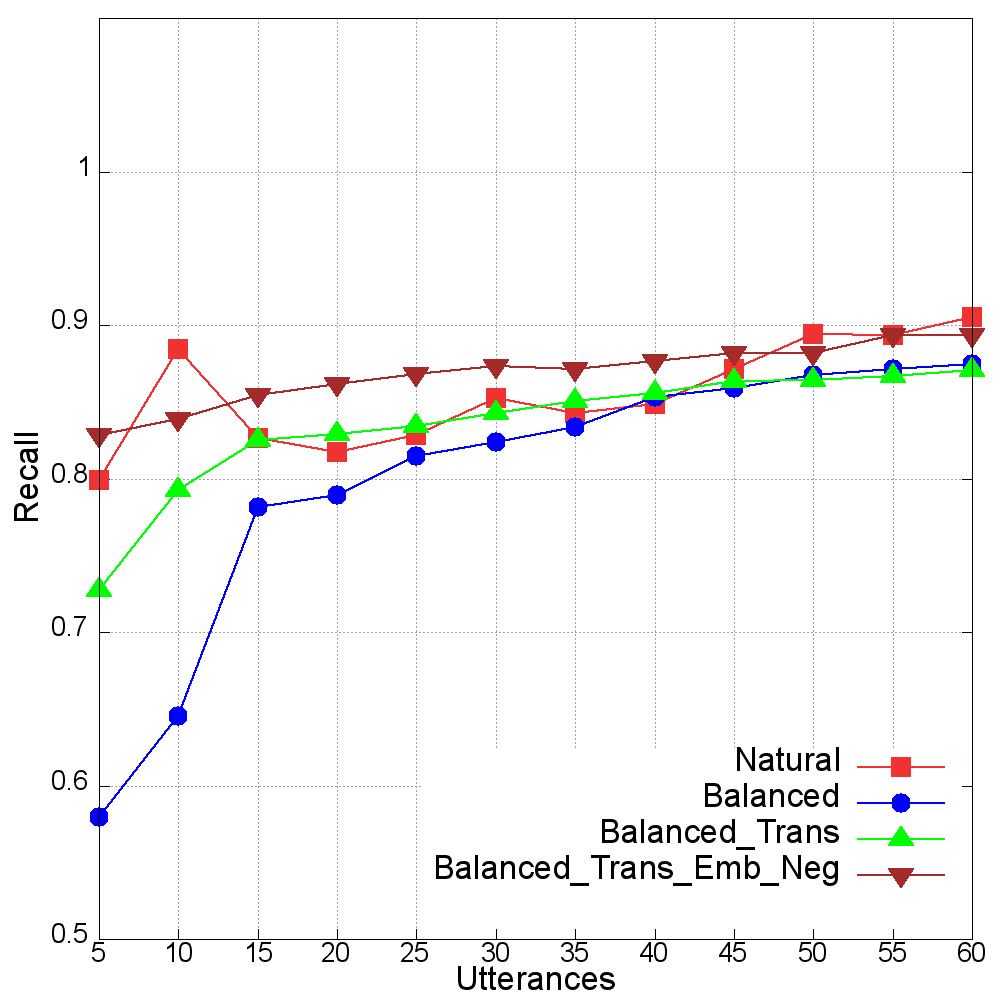 1
0.9
0.8
0.7
0.6
0.5
Recall
Natural
Balanced
Balanced_Trans
Balanced_Trans_Emb_Neg
5 10 15 20 25 30 35 40 45 50 55 60
Utterances